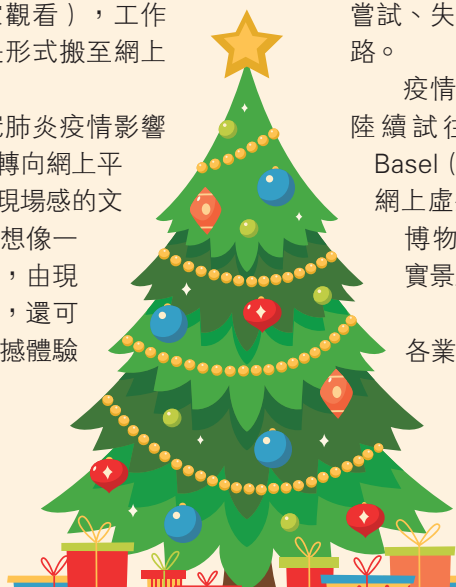 觀看），工作
形式搬至網上
肺炎疫情影響
轉向網上平
現場感的文
想像一
，由現
，還可
撼體驗
嘗試、失
路。
疫情
陸續試往
Basel（
網上虛
博物
實景
各業